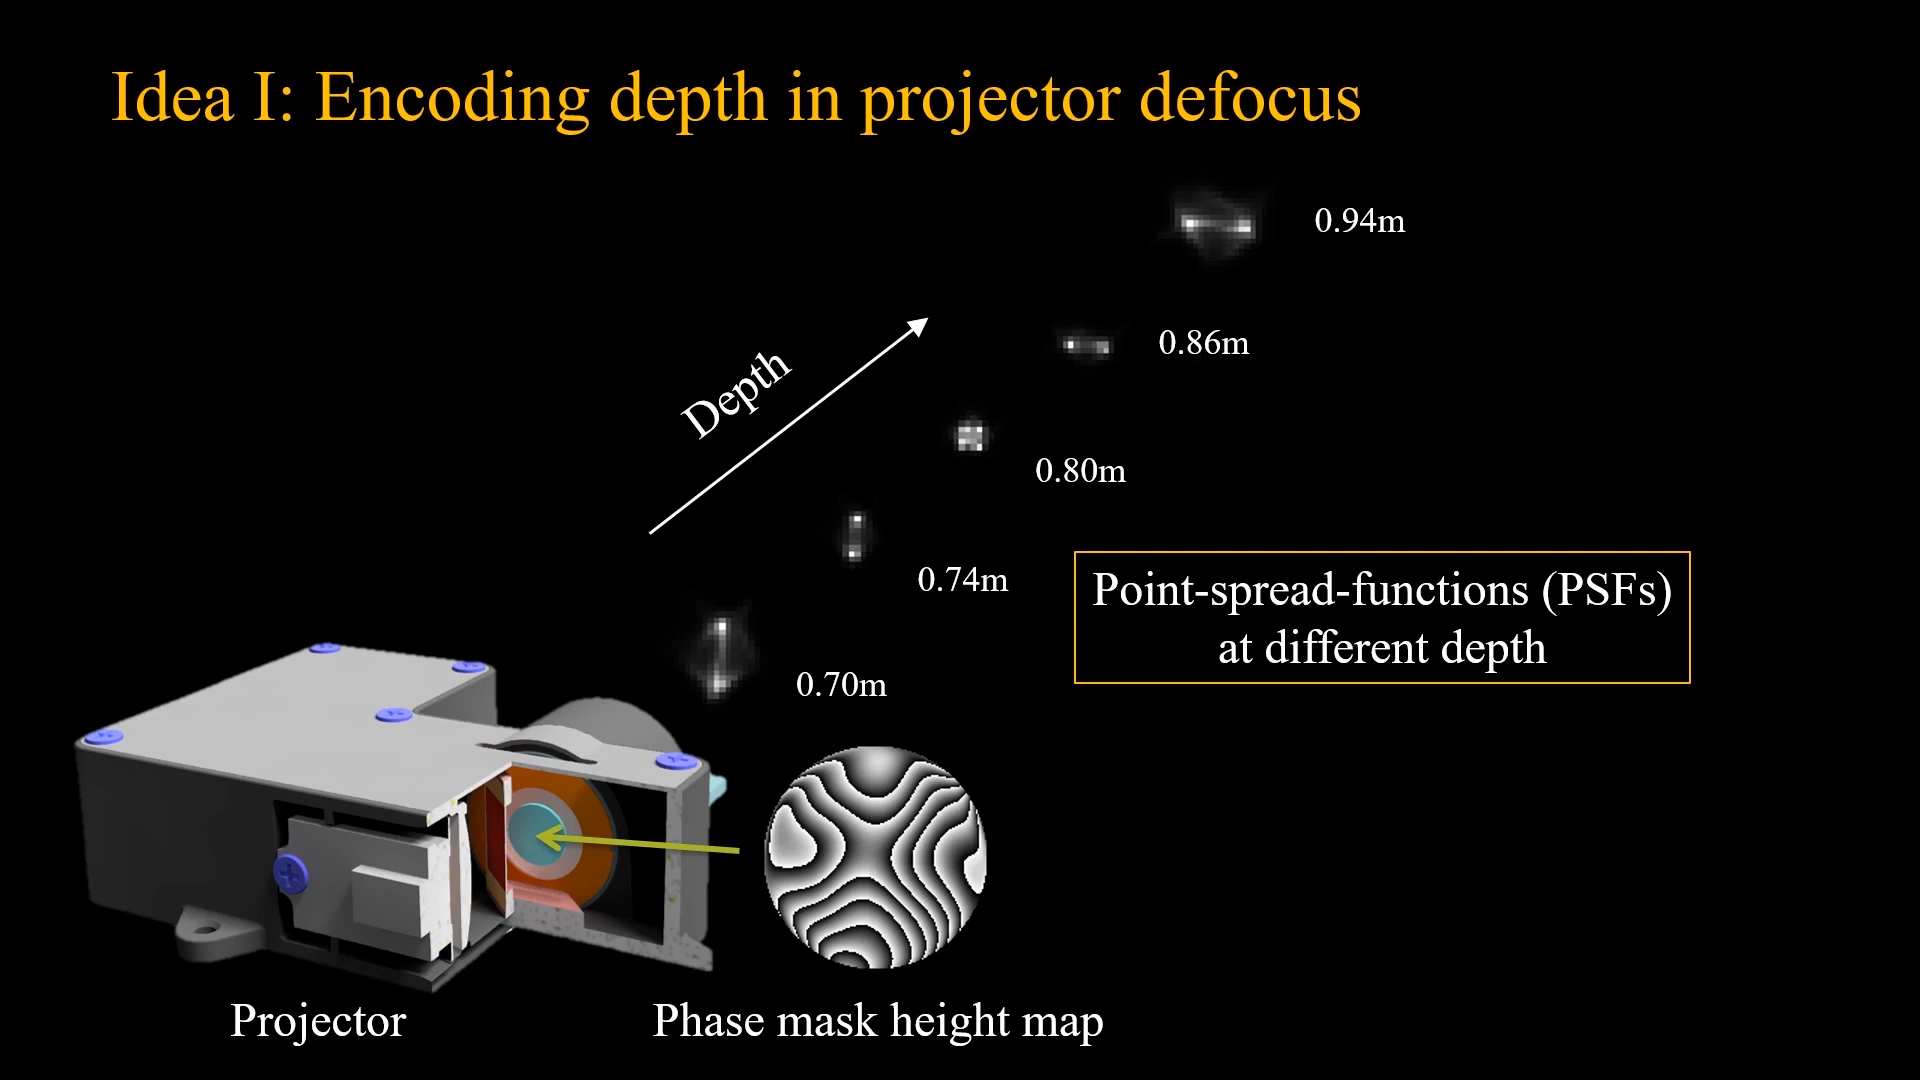 Idea I: Encoding depth in projector defocus
0.94m
0.86m
Depth
0.80m
0.74m
Point-spread-functions (PSFs)
at different depth
0.70m
Projector
Phase mask height map